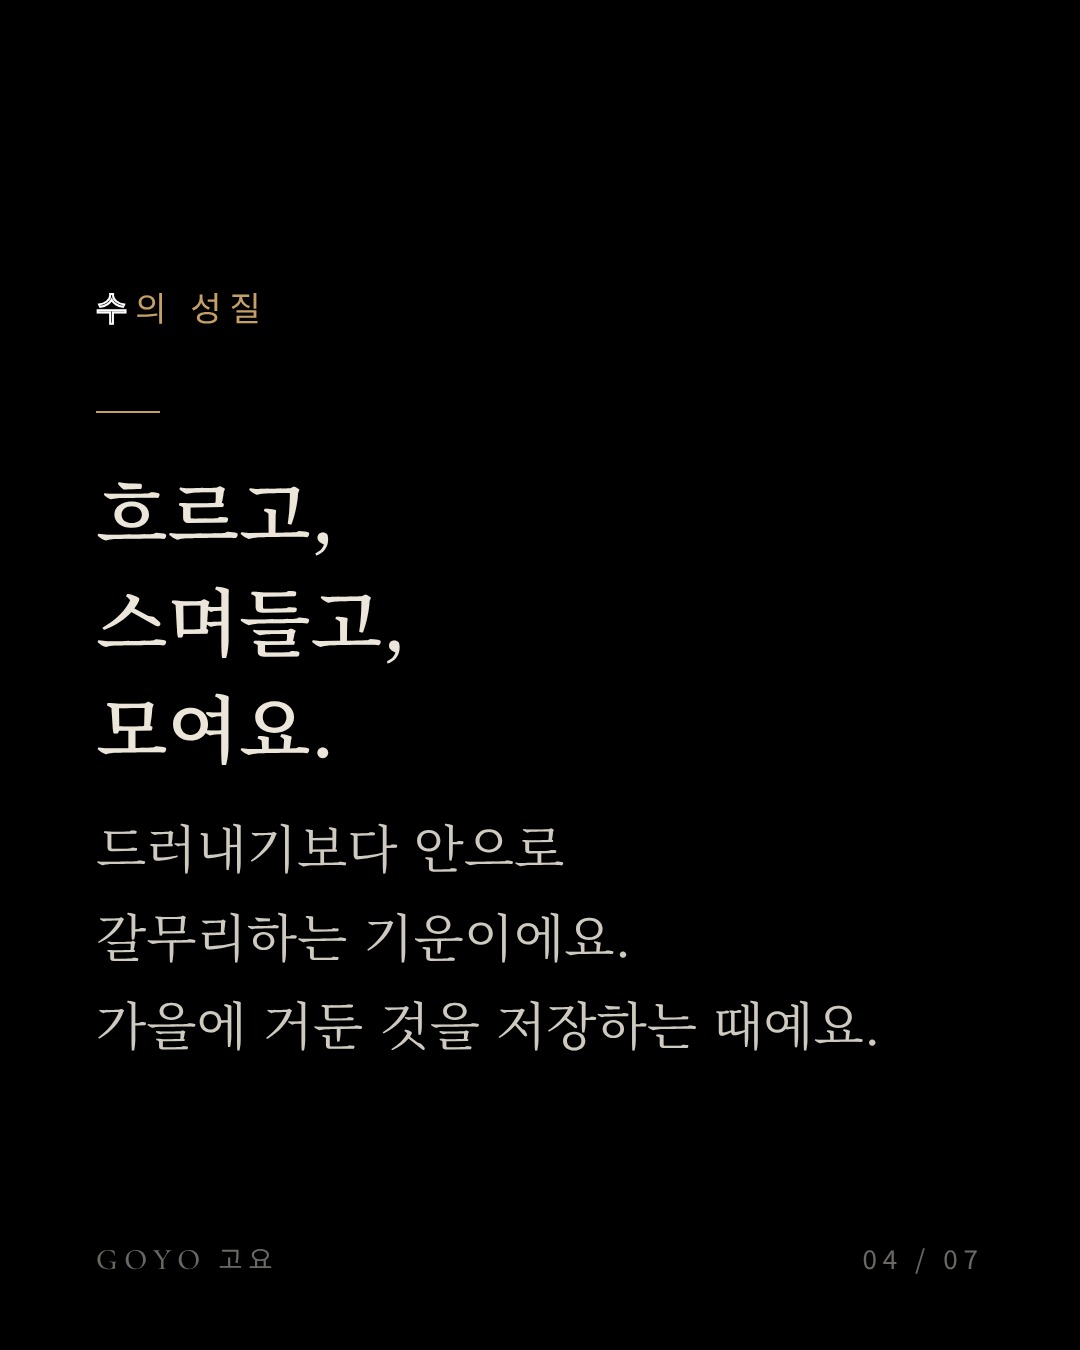 수의 성질
흐르고,
스며들고,
모여요.
드러내기보다 안으로
갈무리하는 기운이에요.
가을에 거둔 것을 저장하는 때예요.
GOYO 고요
04 / 07